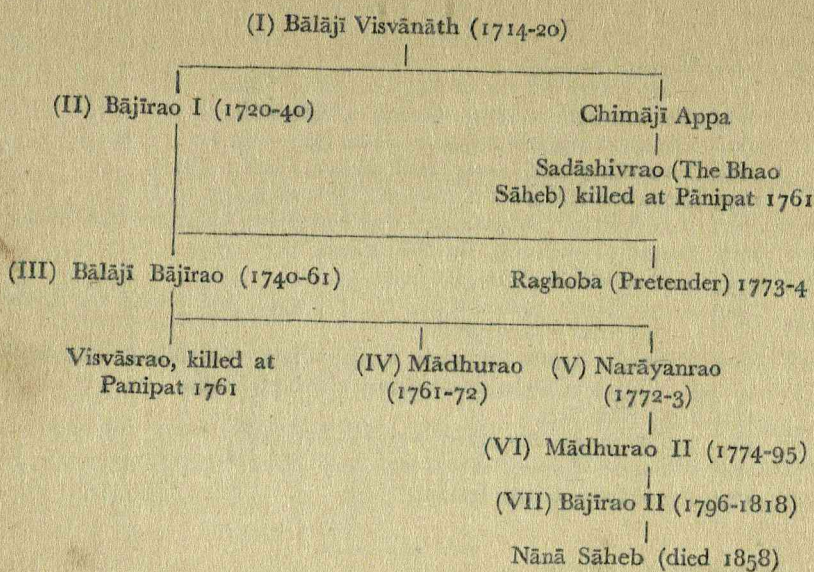 (I) Bālājī Visvānāth (1714-20)
(II) Bājīrao I (1720-40)
Chimājī Appa
Sadāshivrao (The Bhao
Sāheb) killed at Pānipat 1761
(III) Bālājī Bājīrao (1740-61)
Raghoba (Pretender) 1773-4
Visvāsrao, killed at
Panipat 1761
(IV) Mādhurao
(1761-72)
(V) Narāyanrao
(1772-3)
(VI) Mādhurao II (1774-95)
(VII) Bājīrao II (1796-1818)
Nānā Sāheb (died 1858)